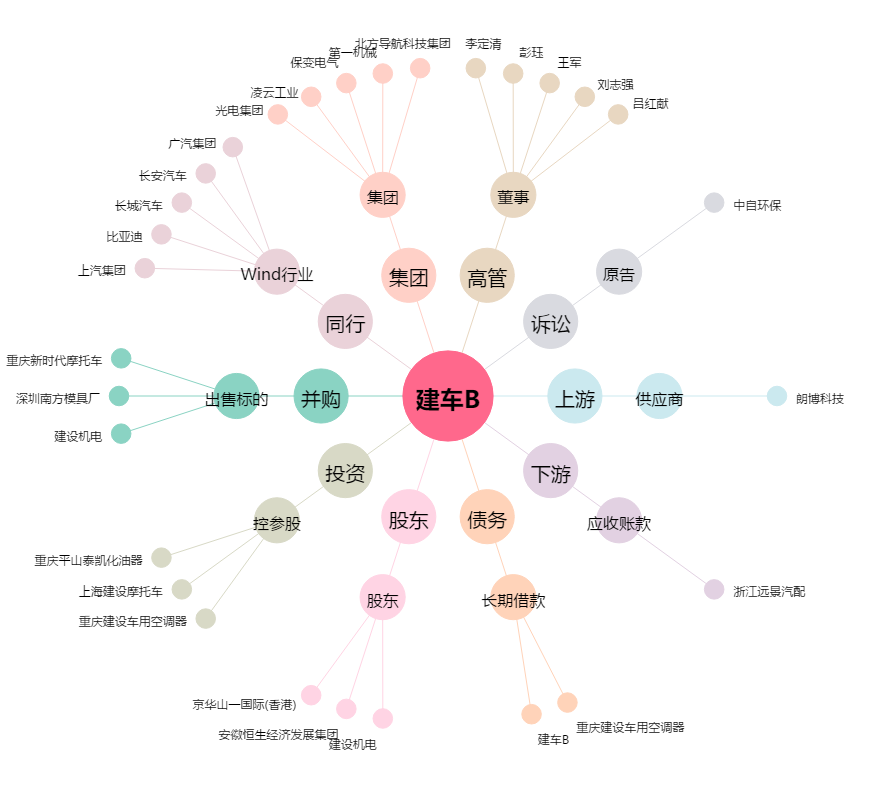 北方导航科技集团
第一机械
保变电气
凌云工业
光电集团
李定清
彭珏
王军
刘志强
吕红献
广汽集团
长安汽车
长城汽车
比亚迪
上汽集团
集团
董事
中自环保
Wind行业
集团
高管
原告
同行
诉讼
重庆新时代摩托车
深圳南方模具厂
建设机电
出售标的
并购
建车B
上游
供应商
朗博科技
投资
下游
控参股
股东
债务
应收账款
重庆平山泰凯化油器
上海建设摩托车
重庆建设车用空调器
股东
长期借款
浙江远景汽配
京华山一国际(香港)
安徽恒生经济发展集团
建设机电
建车B
重庆建设车用空调器